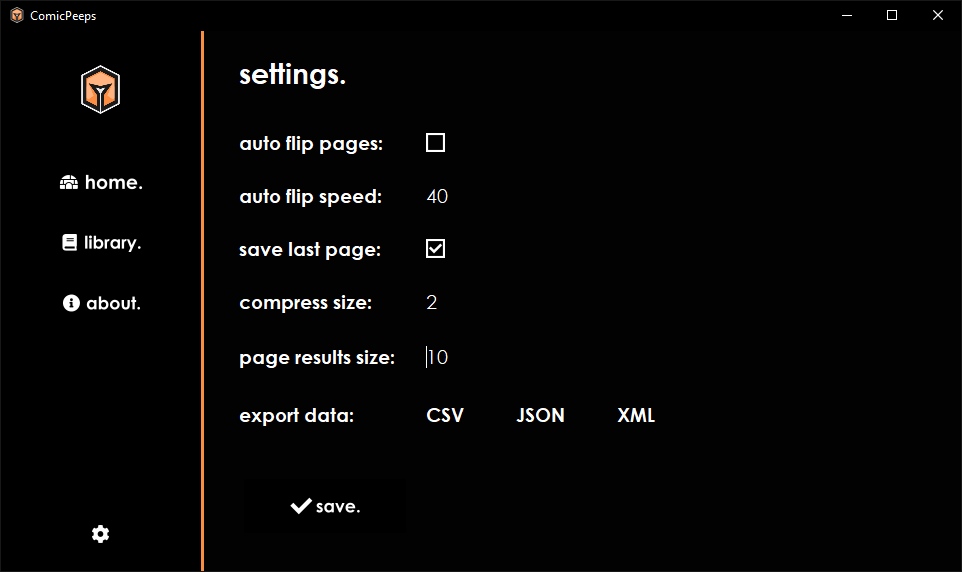 ComicPeeps
settings.
auto flip pages:
home.
auto flip speed: 40
library.
save last page:
about.
compress size: 2
page results size: 10
export data: CSV JSON XML
save.